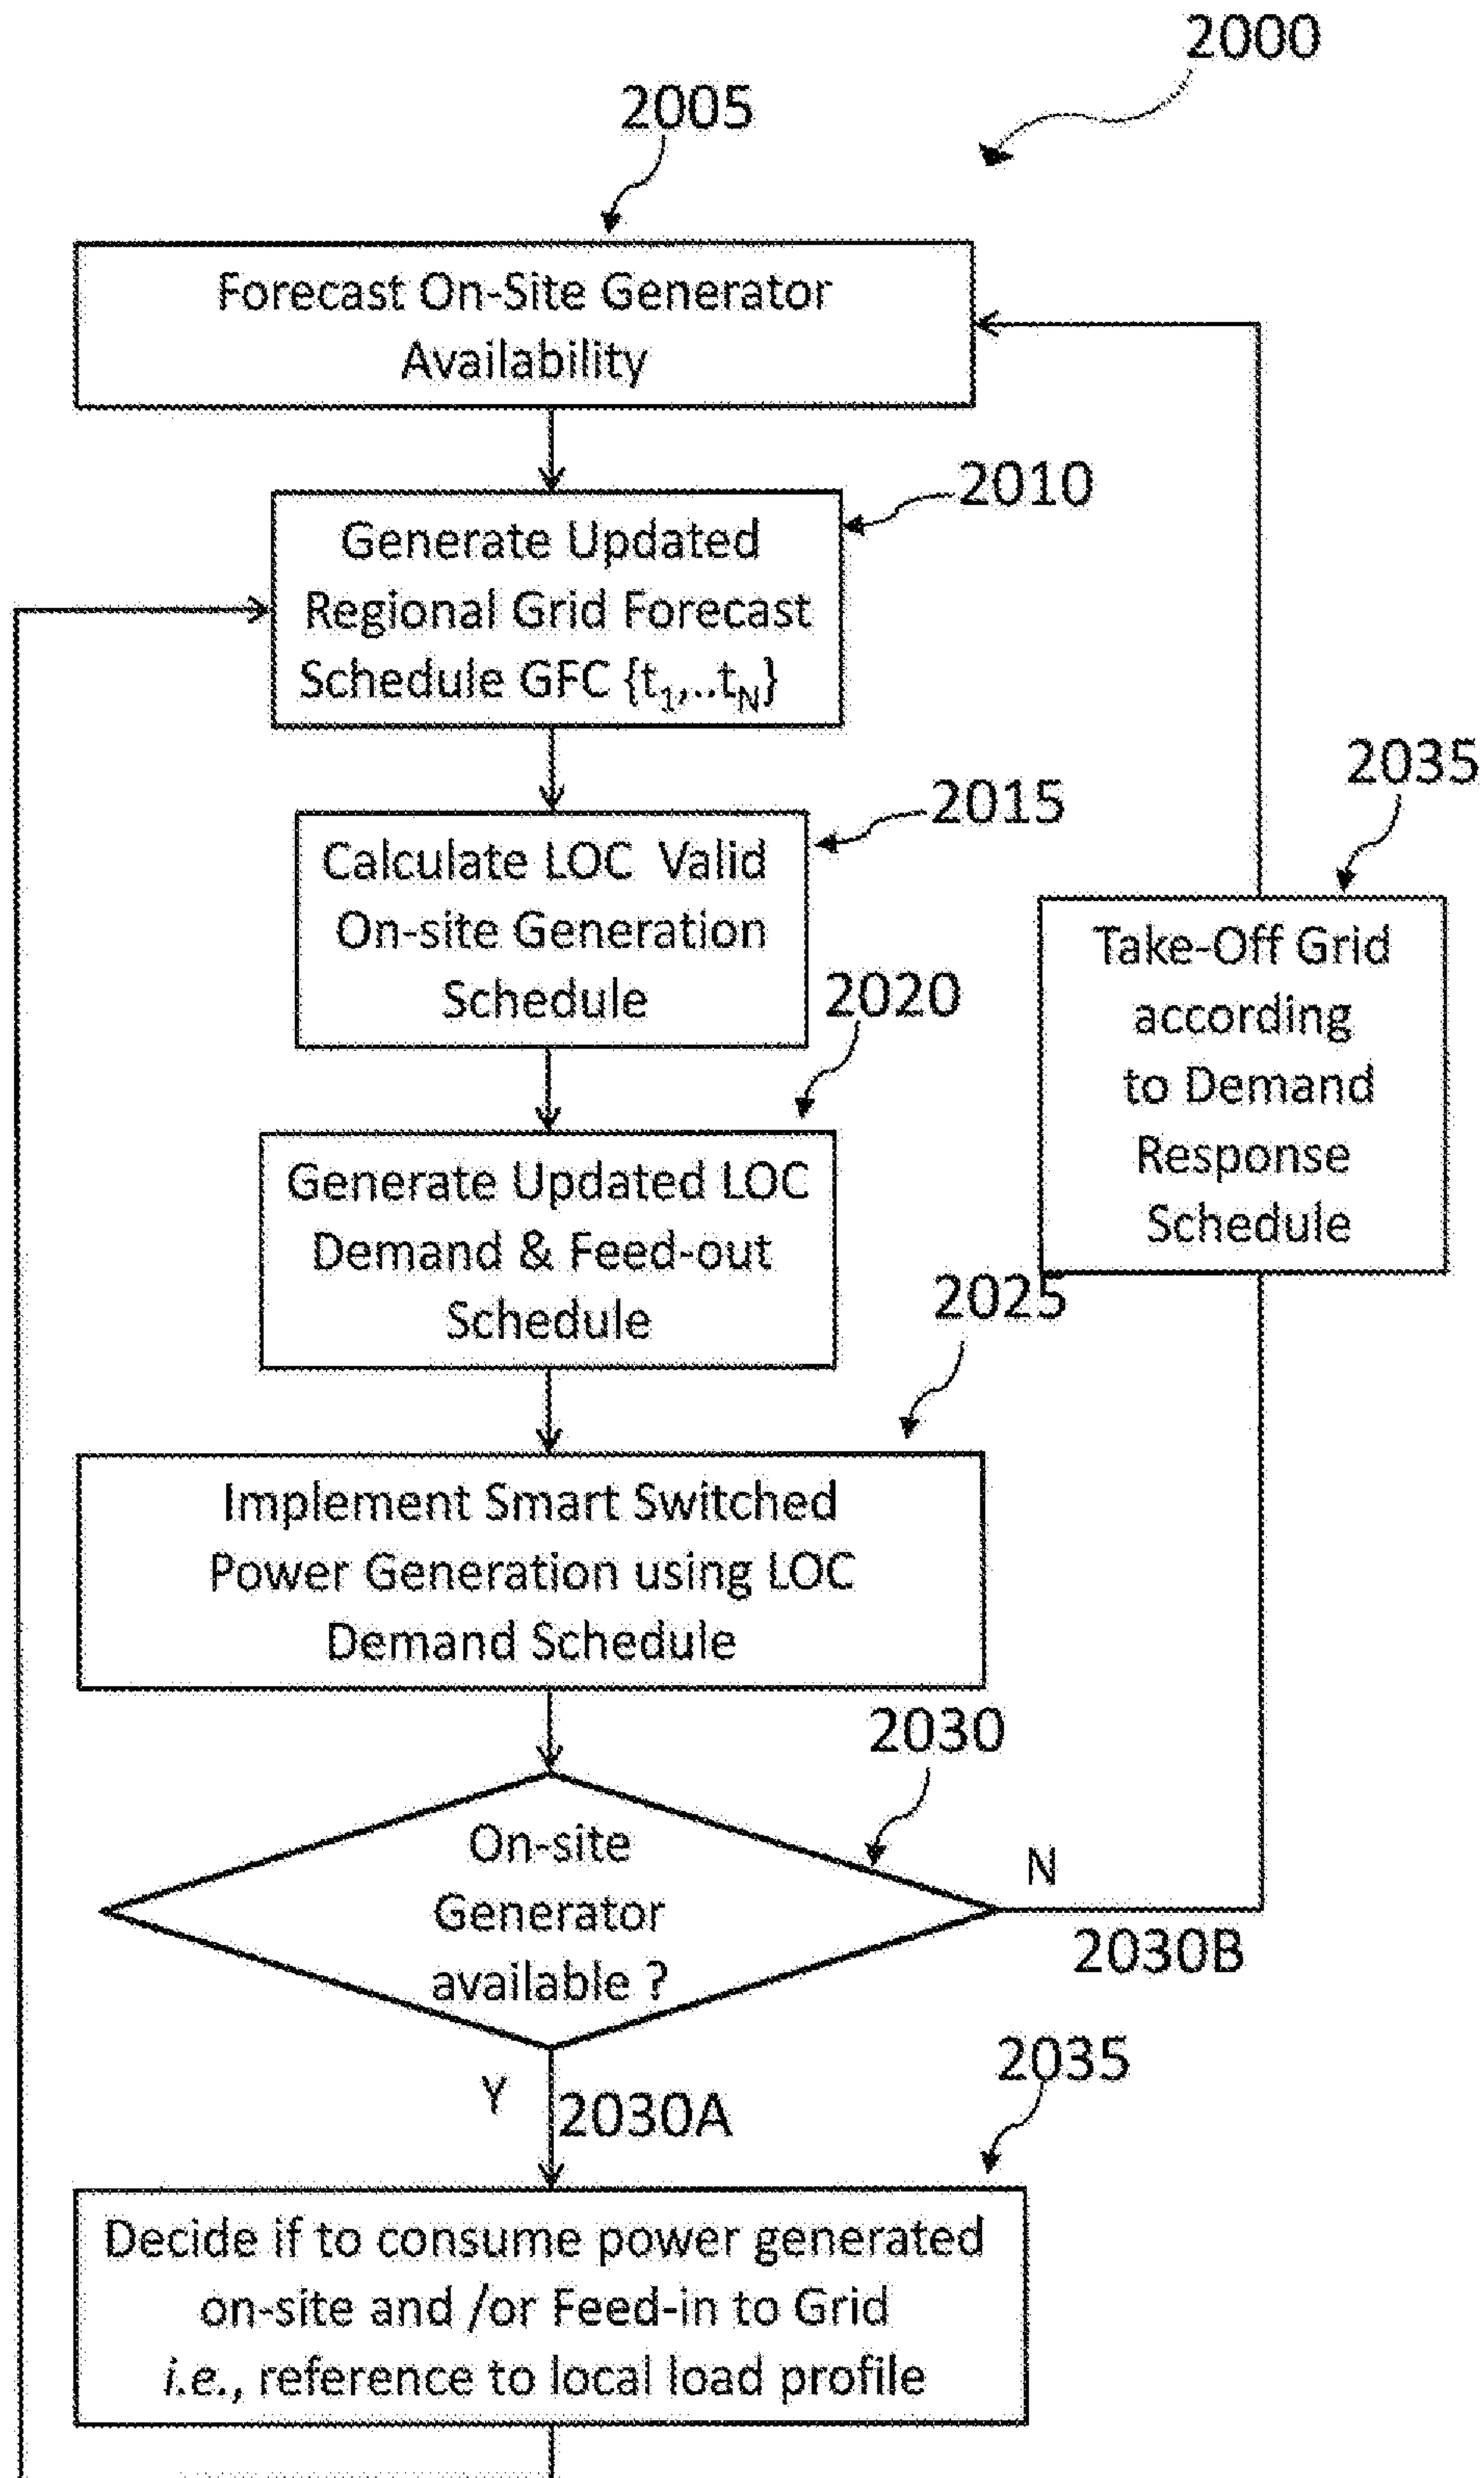 2000
2005
Forecast On-Site Generator
Availability
2010
Generate Updated
Regional Grid Forecast
Schedule GFC {t₁,..t_N}
2015
Calculate LOC Valid
On-site Generation
Schedule
2035
Take-Off Grid
according
to Demand
Response
Schedule
2020
Generate Updated LOC
Demand & Feed-out
Schedule
2025
Implement Smart Switched
Power Generation using LOC
Demand Schedule
2030
On-site
Generator
available ?
N
2030B
Y
2030A
2035
Decide if to consume power generated
on-site and /or Feed-in to Grid
i.e., reference to local load profile